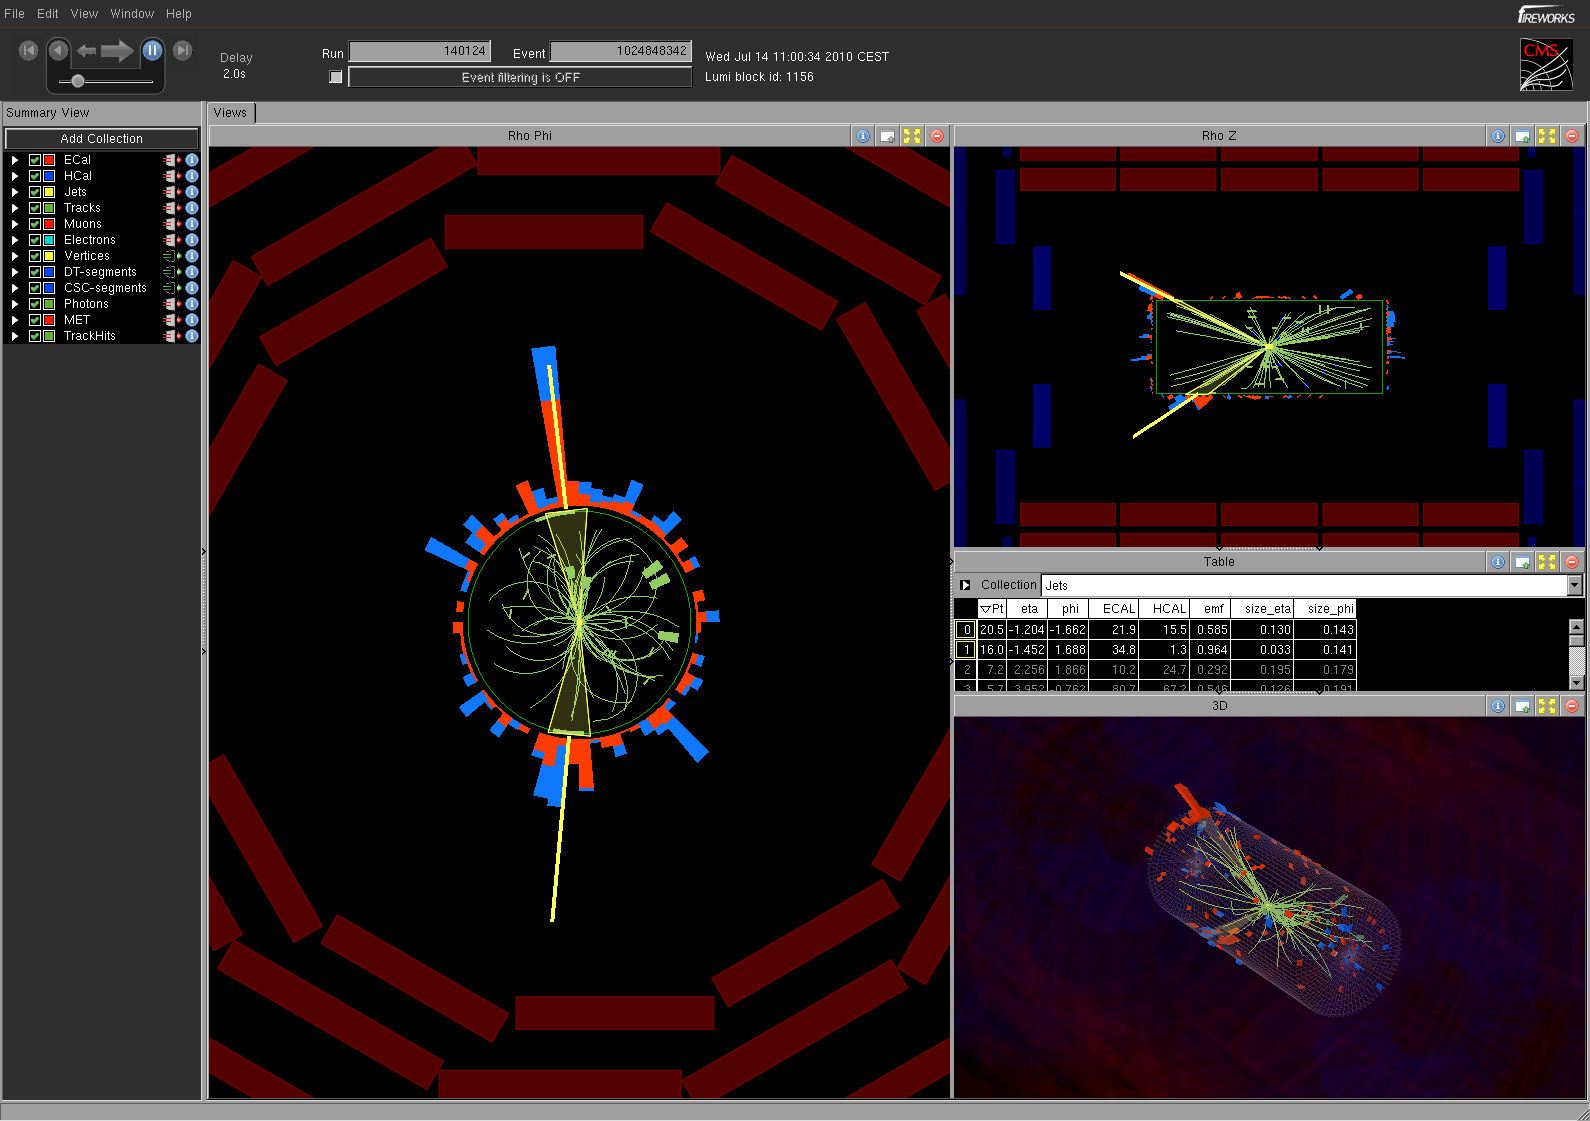 File Edit View Window Help
FIREWORKS
Delay
2.0s
Run 140124 Event 1024848342
Wed Jul 14 11:00:34 2010 CEST
Event filtering is OFF
Lumi block id: 1156
CMS
Summary View
Add Collection
ECal
HCal
Jets
Tracks
Muons
Electrons
Vertices
DT-segments
CSC-segments
Photons
MET
TrackHits
Views
Rho Phi
Rho Z
Table
Collection Jets
Pt eta phi ECAL HCAL emf size_eta size_phi
0 20.5 -1.204 -1.662 21.9 15.5 0.585 0.130 0.143
1 16.0 -1.452 1.688 34.8 1.3 0.964 0.033 0.141
2 7.2 2.256 1.866 10.2 24.7 0.292 0.195 0.179
3 5.7 3.952 -0.762 80.7 67.2 0.546 0.126 0.191
3D